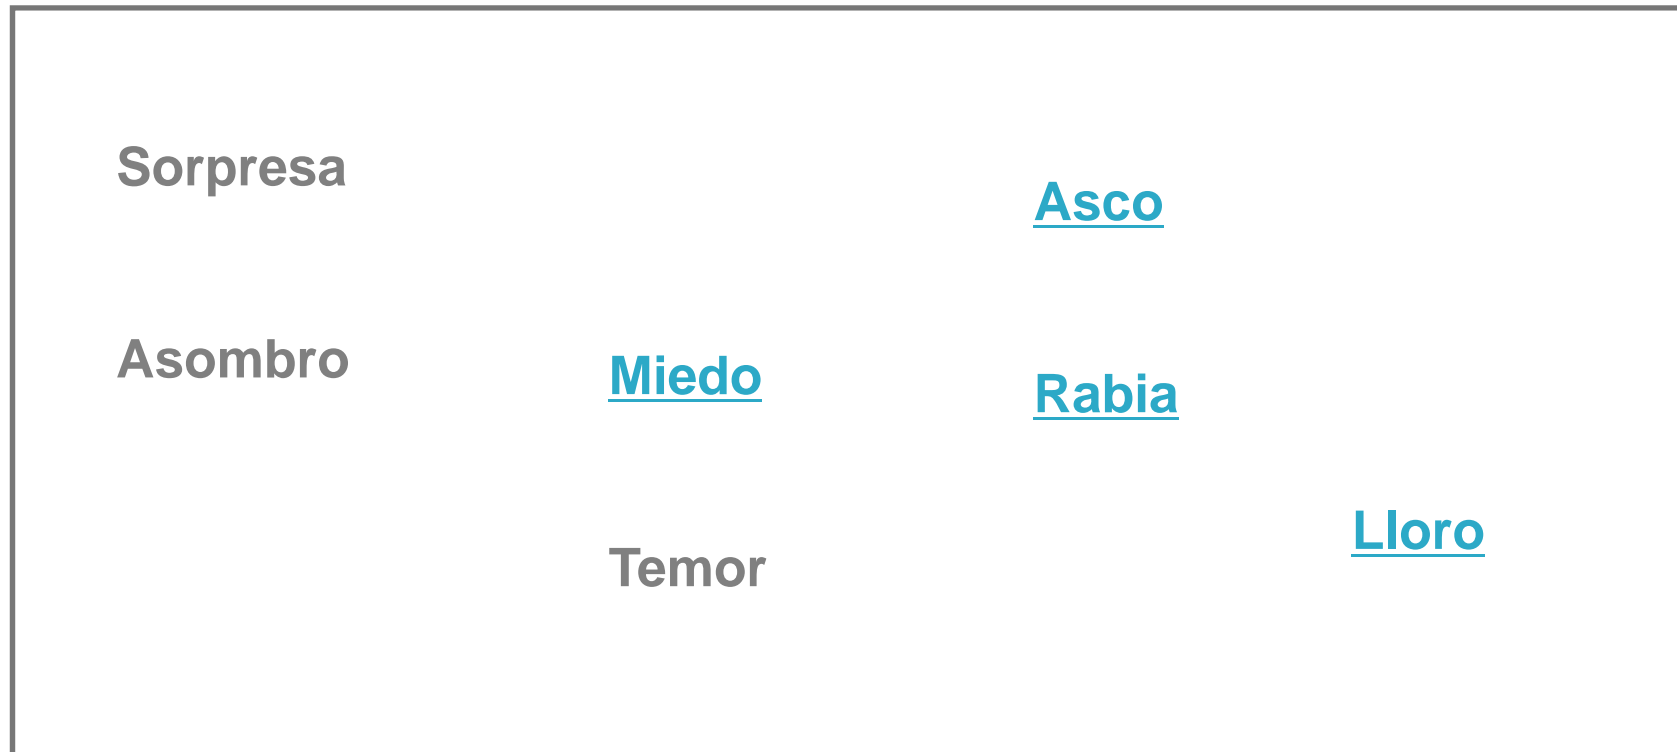 Sorpresa
Asco
Asombro
Miedo
Rabia
Lloro
Temor